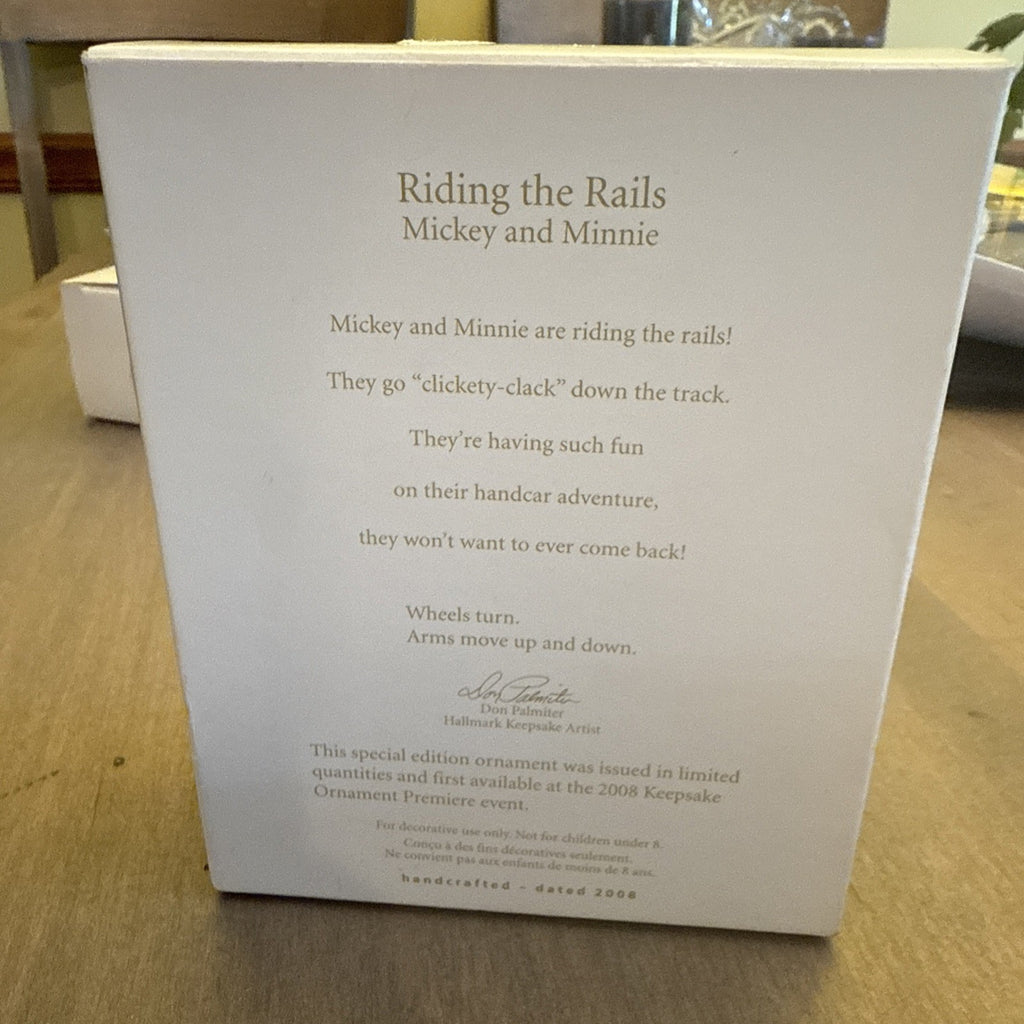 Riding the Rails
Mickey and Minnie
Mickey and Minnie are riding the rails!
They go “clickety-clack” down the track.
They’re having such fun
on their handcar adventure,
they won’t want to ever come back!
Wheels turn.
Arms move up and down.
Don Palmiter
Don Palmiter
Hallmark Keepsake Artist
This special edition ornament was issued in limited
quantities and first available at the 2008 Keepsake
Ornament Premiere event.
For decorative use only. Not for children under 8.
Conçu à des fins décoratives seulement.
Ne convient pas aux enfants de moins de 8 ans.
handcrafted – dated 2008